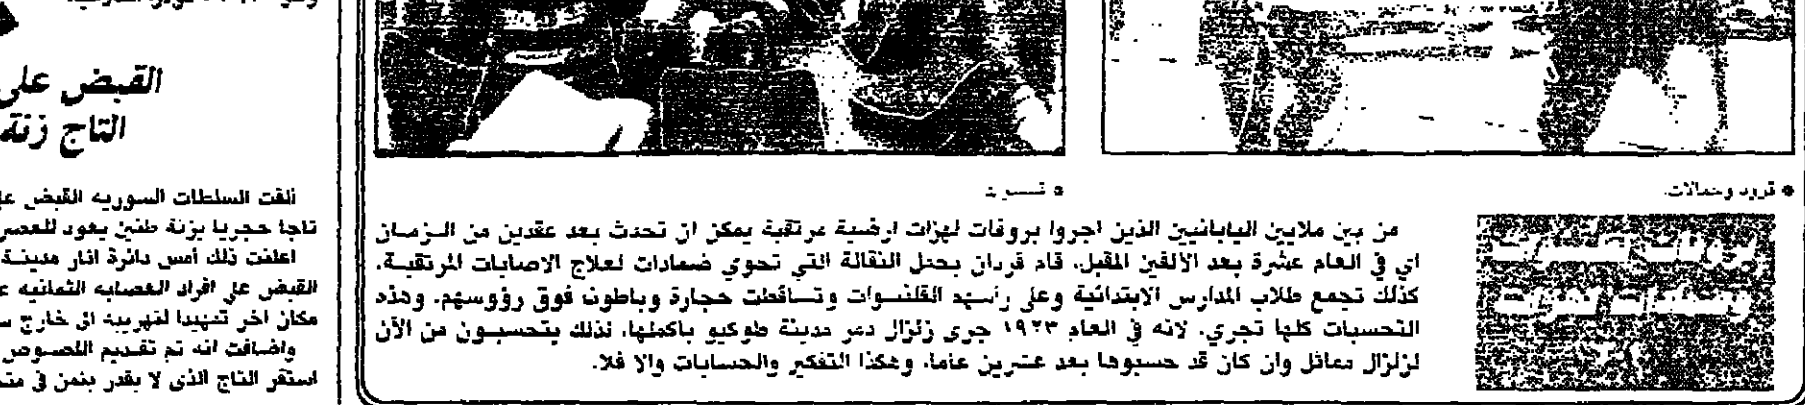 ● قرود وحمالات
من بين ملايين اليابانيين الذين اجروا بروفات لهزات ارضية مرتقبة يمكن ان تحدث بعد عقدين من الزمان
اي في العام عشرة بعد الألفين المقبل، قام قردان بحمل النقالة التي تحوي ضمادات لعلاج الاصابات المرتقبة،
كذلك تجمع طلاب المدارس الابتدائية وعلى رأسهم القلنسوات وتساقطت حجارة وباطون فوق رؤوسهم، وهذه
التحسبات كلها تجري، لانه في العام ١٩٢٣ جرى زلزال دمر مدينة طوكيو باكملها، لذلك يتحسبون من الآن
لزلزال مماثل وان كان قد حسبوها بعد عشرين عاما، وهكذا التفكير والحسابات والا فلا.
القبض على
التاج زنة
ألقت السلطات السورية القبض
تاجا حجريا بزنة طنين يعود للعصر
اعلنت ذلك أمس دائرة اثار مدينة
القبض على افراد العصابه الثمانيه
مكان اخر تمهيدا لتهريبه الى خارج
واضافت انه تم تقديم اللصوص
استقر التاج الذي لا يقدر بثمن في